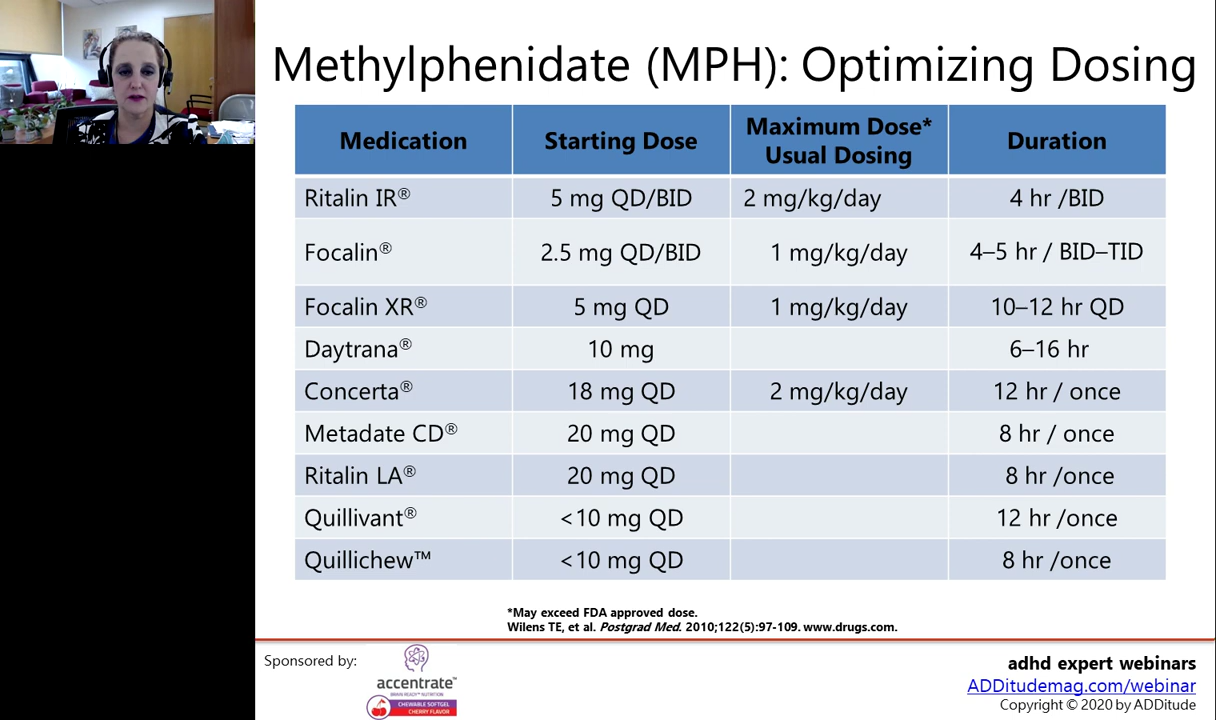 Methylphenidate (MPH): Optimizing Dosing
Medication Starting Dose Maximum Dose* Usual Dosing Duration
Ritalin IR® 5 mg QD/BID 2 mg/kg/day 4 hr /BID
Focalin® 2.5 mg QD/BID 1 mg/kg/day 4–5 hr / BID–TID
Focalin XR® 5 mg QD 1 mg/kg/day 10–12 hr QD
Daytrana® 10 mg 6–16 hr
Concerta® 18 mg QD 2 mg/kg/day 12 hr / once
Metadate CD® 20 mg QD 8 hr / once
Ritalin LA® 20 mg QD 8 hr /once
Quillivant® <10 mg QD 12 hr /once
Quillichew™ <10 mg QD 8 hr /once
*May exceed FDA approved dose.
Wilens TE, et al. Postgrad Med. 2010;122(5):97-109. www.drugs.com.
Sponsored by:
accentrate™
BRAIN READY™ NUTRITION
CHEWABLE SOFTGEL
CHERRY FLAVOR
adhd expert webinars
ADDitudemag.com/webinar
Copyright © 2020 by ADDitude